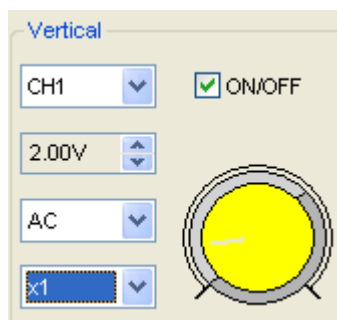 Vertical
CH1
ON/OFF
2.00V
AC
x1